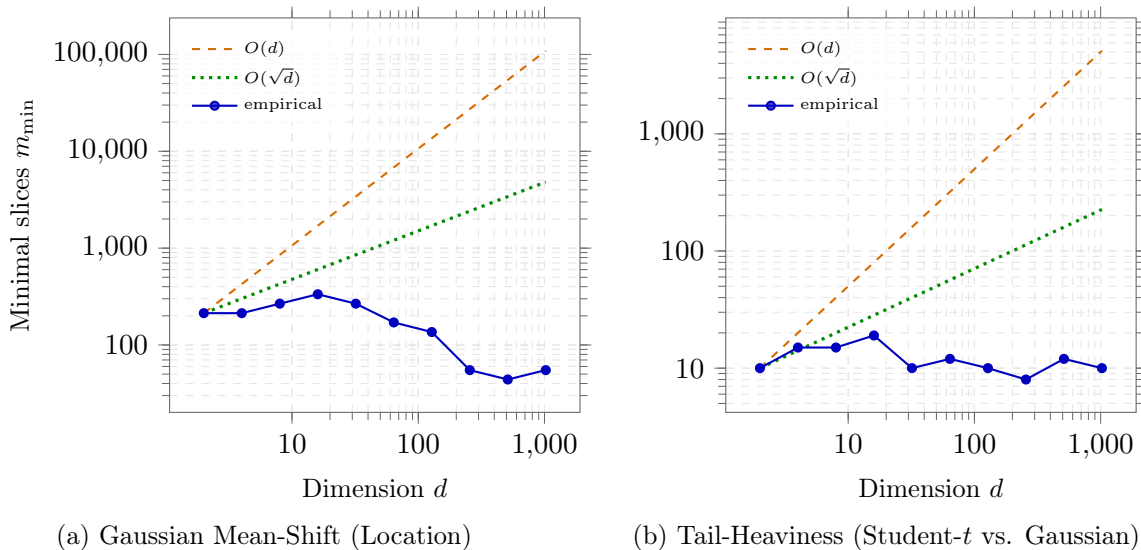 Minimal slices m_min
100,000
10,000
1,000
100
O(d)
O(√d)
empirical
10
100
1,000
Dimension d
(a) Gaussian Mean-Shift (Location)
1,000
100
10
O(d)
O(√d)
empirical
10
100
1,000
Dimension d
(b) Tail-Heaviness (Student-t vs. Gaussian)